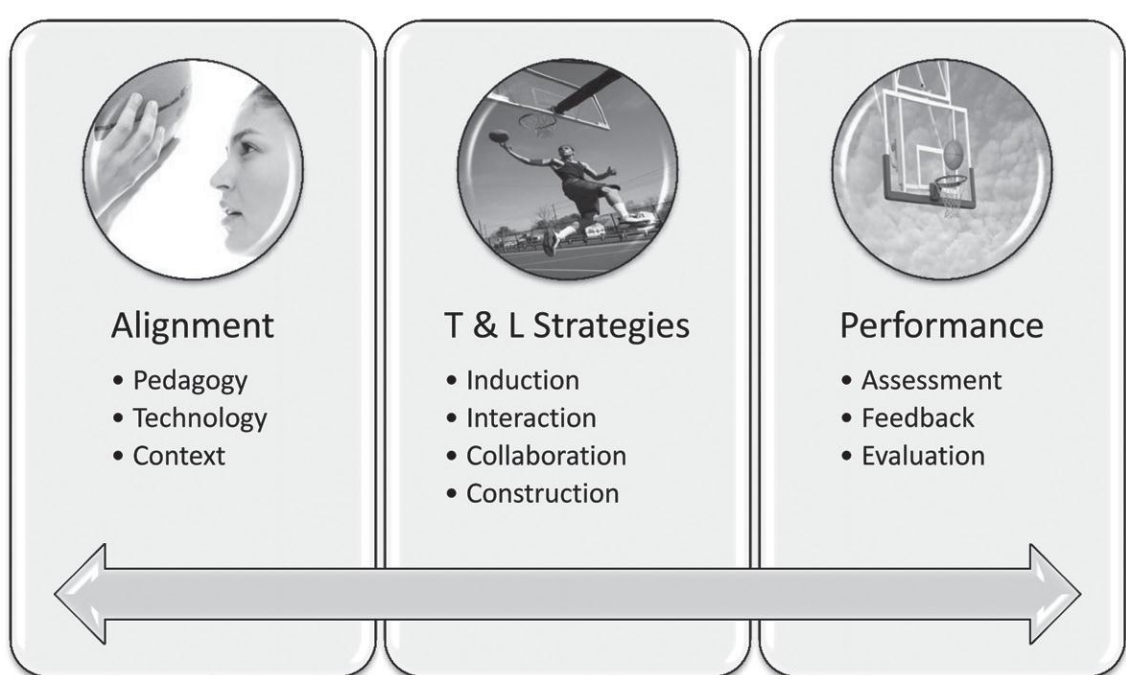 Alignment
• Pedagogy
• Technology
• Context
T & L Strategies
• Induction
• Interaction
• Collaboration
• Construction
Performance
• Assessment
• Feedback
• Evaluation